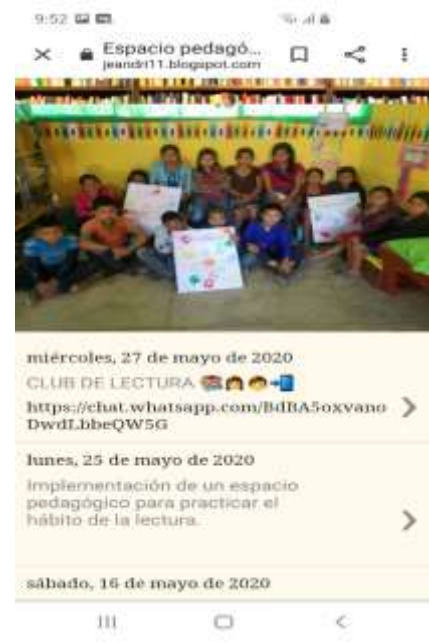 9:52
Espacio pedagó...
jeandri11.blogspot.com
miércoles, 27 de mayo de 2020
CLUB DE LECTURA
https://chat.whatsapp.com/BdBA5oxvano
DwdLbbeQW5G
lunes, 25 de mayo de 2020
Implementación de un espacio
pedagógico para practicar el
hábito de la lectura.
sábado, 16 de mayo de 2020